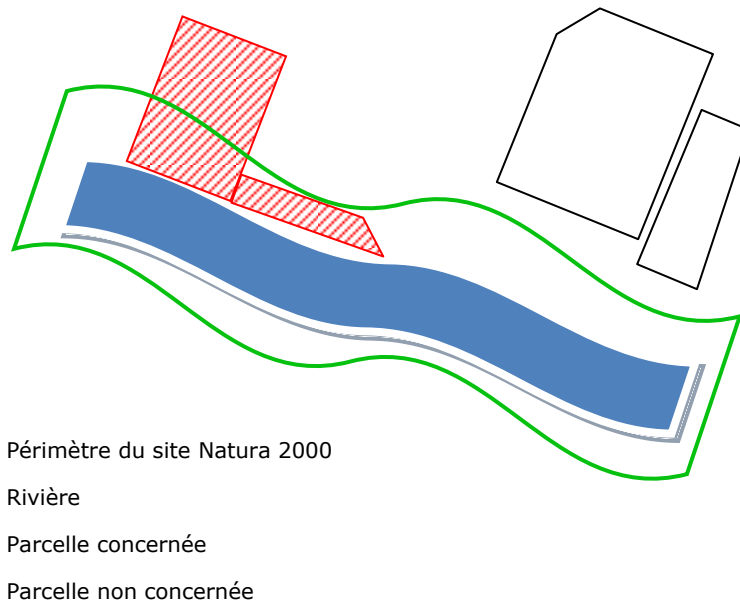 Périmètre du site Natura 2000
Rivière
Parcelle concernée
Parcelle non concernée